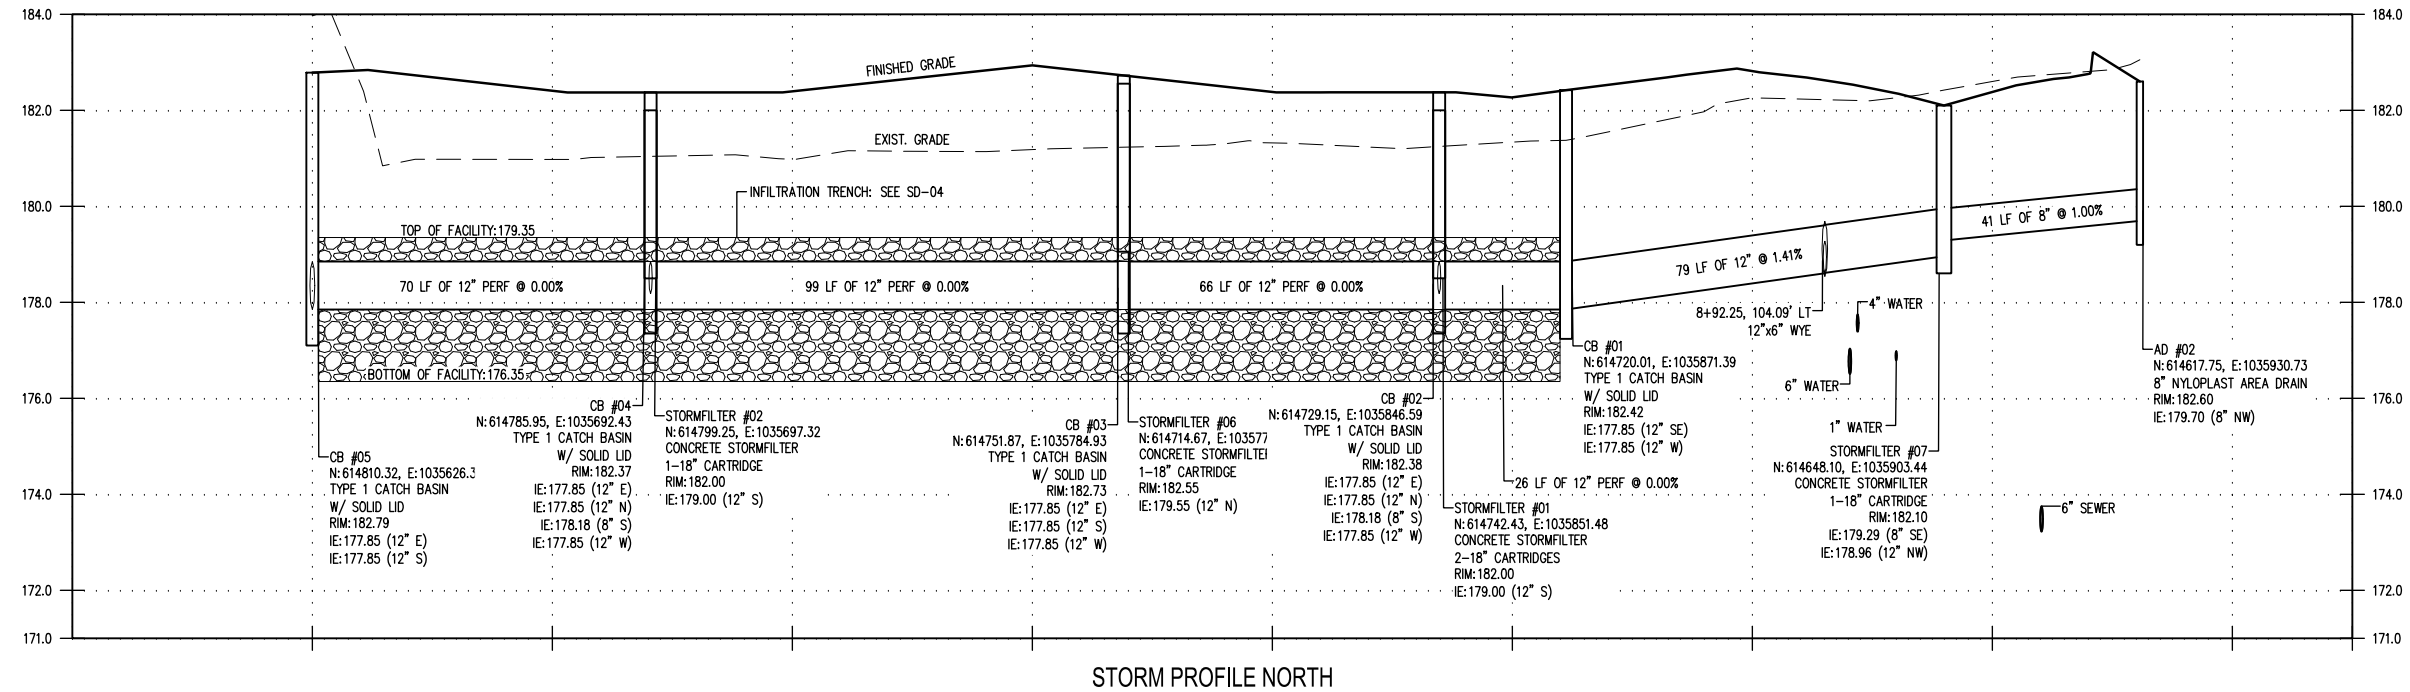 184.0
184.0
182.0
182.0
180.0
180.0
178.0
178.0
176.0
176.0
174.0
174.0
172.0
172.0
171.0
171.0
FINISHED GRADE
EXIST. GRADE
INFILTRATION TRENCH: SEE SD-04
TOP OF FACILITY:179.35
70 LF OF 12" PERF @ 0.00%
99 LF OF 12" PERF @ 0.00%
66 LF OF 12" PERF @ 0.00%
79 LF OF 12" @ 1.41%
41 LF OF 8" @ 1.00%
BOTTOM OF FACILITY:176.35
CB #05
N:614810.32, E:1035626.3
TYPE 1 CATCH BASIN
W/ SOLID LID
RIM:182.79
IE:177.85 (12" E)
IE:177.85 (12" S)
CB #04
N:614785.95, E:1035692.43
TYPE 1 CATCH BASIN
W/ SOLID LID
RIM:182.37
IE:177.85 (12" E)
IE:177.85 (12" N)
IE:178.18 (8" S)
IE:177.85 (12" W)
STORMFILTER #02
N:614799.25, E:1035697.32
CONCRETE STORMFILTER
1-18" CARTRIDGE
RIM:182.00
IE:179.00 (12" S)
CB #03
N:614751.87, E:1035784.93
TYPE 1 CATCH BASIN
W/ SOLID LID
RIM:182.73
IE:177.85 (12" E)
IE:177.85 (12" S)
IE:177.85 (12" W)
STORMFILTER #06
N:614714.67, E:103577
CONCRETE STORMFILTE
1-18" CARTRIDGE
RIM:182.55
IE:179.55 (12" N)
CB #02
N:614729.15, E:1035846.59
TYPE 1 CATCH BASIN
W/ SOLID LID
RIM:182.38
IE:177.85 (12" E)
IE:177.85 (12" N)
IE:178.18 (8" S)
IE:177.85 (12" W)
STORMFILTER #01
N:614742.43, E:1035851.48
CONCRETE STORMFILTER
2-18" CARTRIDGES
RIM:182.00
IE:179.00 (12" S)
26 LF OF 12" PERF @ 0.00%
CB #01
N:614720.01, E:1035871.39
TYPE 1 CATCH BASIN
W/ SOLID LID
RIM:182.42
IE:177.85 (12" SE)
IE:177.85 (12" W)
8+92.25, 104.09' LT
12"x6" WYE
4" WATER
6" WATER
1" WATER
STORMFILTER #07
N:614648.10, E:1035903.44
CONCRETE STORMFILTER
1-18" CARTRIDGE
RIM:182.10
IE:179.29 (8" SE)
IE:178.96 (12" NW)
6" SEWER
AD #02
N:614617.75, E:1035930.73
8" NYLOPLAST AREA DRAIN
RIM:182.60
IE:179.70 (8" NW)
STORM PROFILE NORTH